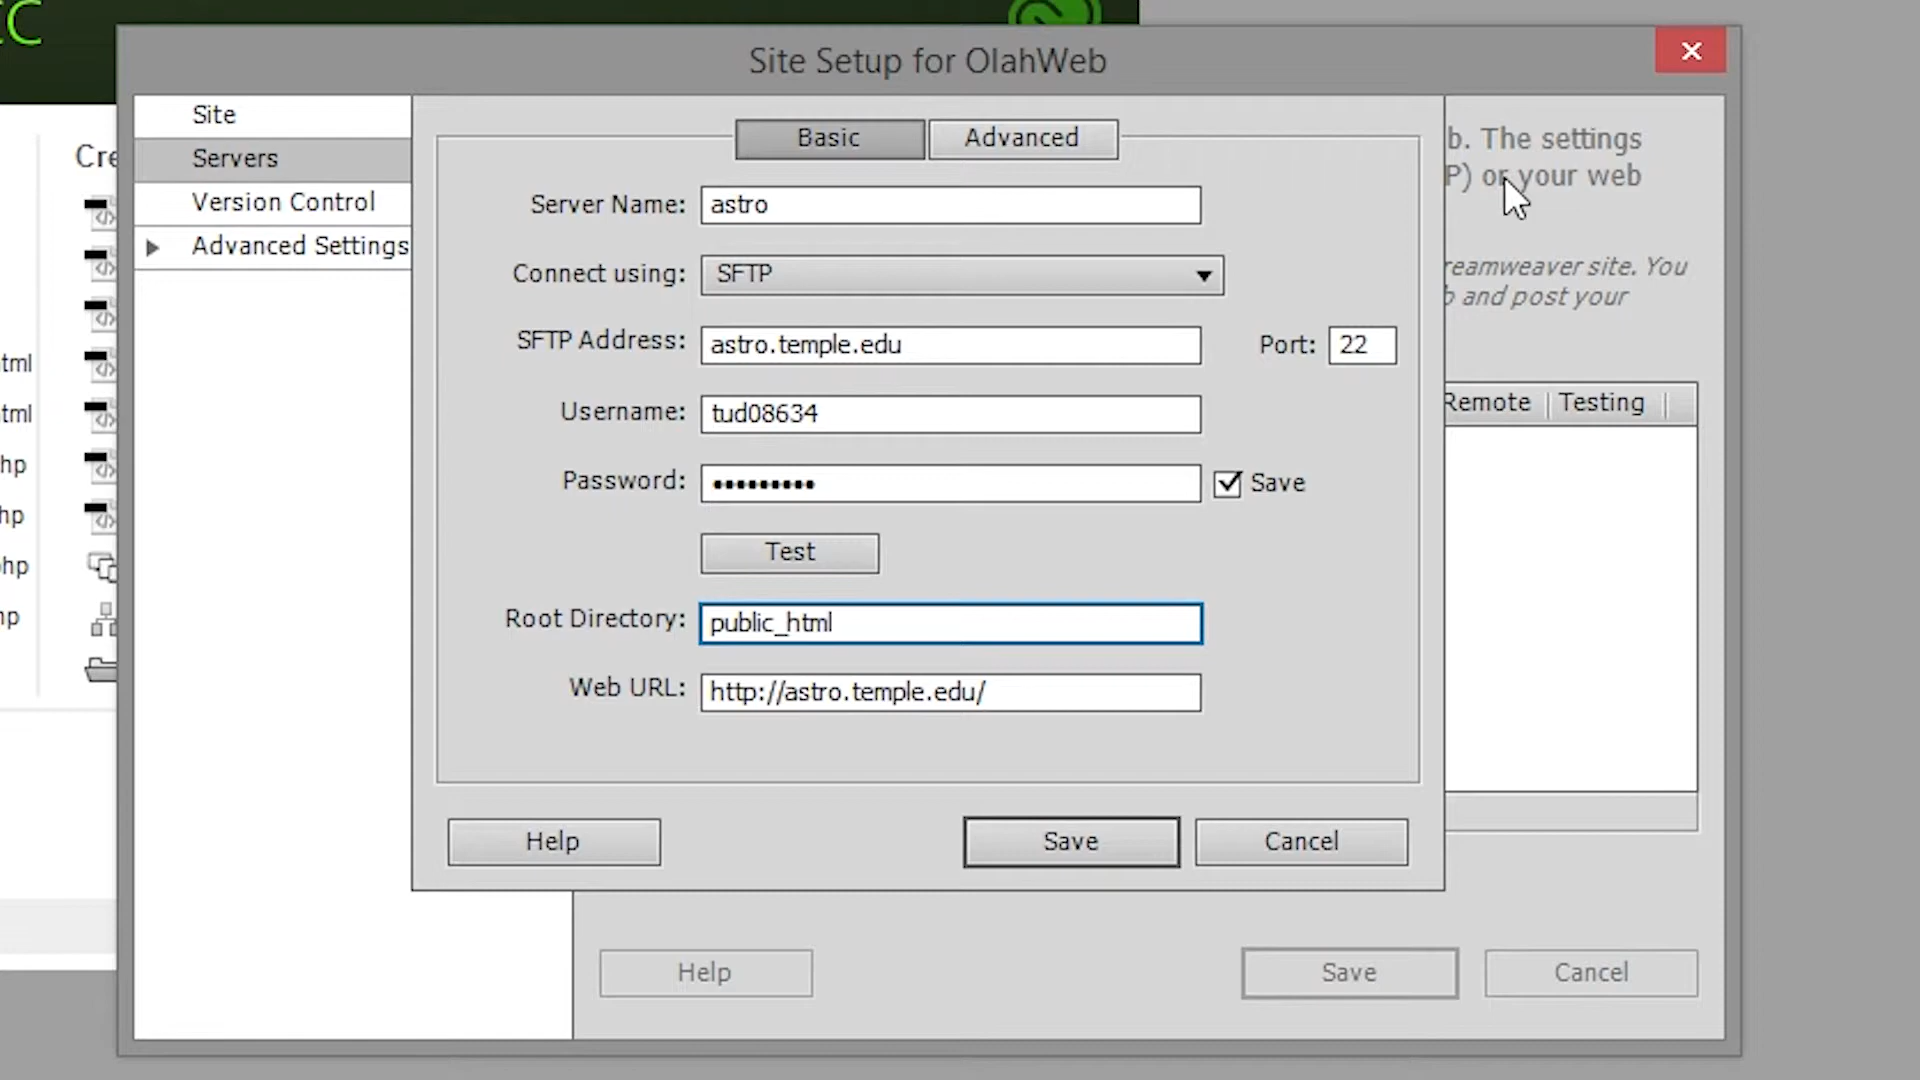 Site Setup for OlahWeb
Site
Servers
Version Control
Advanced Settings
Basic
Advanced
Server Name: astro
Connect using: SFTP
SFTP Address: astro.temple.edu Port: 22
Username: tud08634
Password: ●●●●●●●●● Save
Test
Root Directory: public_html
Web URL: http://astro.temple.edu/
Help
Save
Cancel
b. The settings
P) or your web
reamweaver site. You
b and post your
Remote
Testing
Help
Save
Cancel
CC
Cre
tml
tml
hp
hp
hp